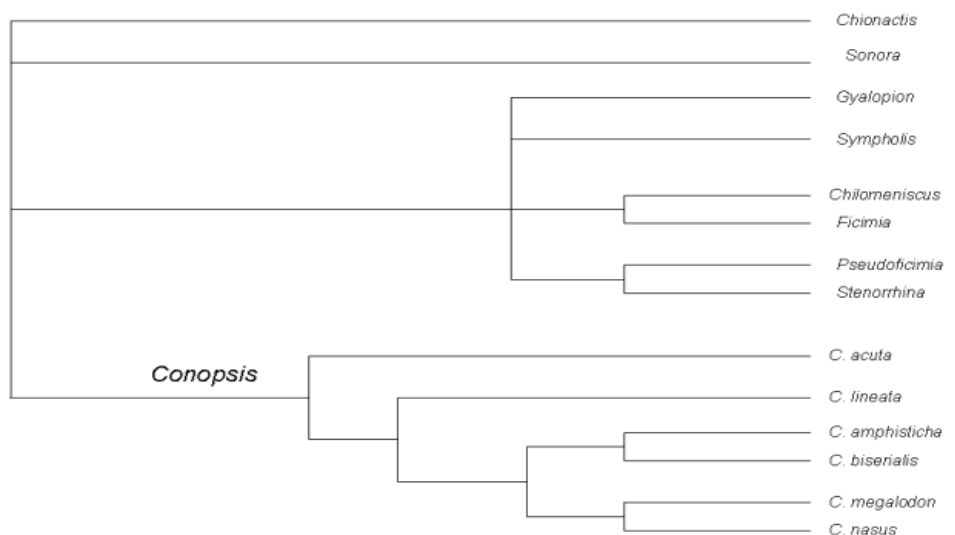 Chionactis
Sonora
Gyalopion
Sympholis
Chilomeniscus
Ficimia
Pseudoficimia
Stenorrhina
C. acuta
Conopsis
C. lineata
C. amphisticha
C. biserialis
C. megalodon
C. nasus